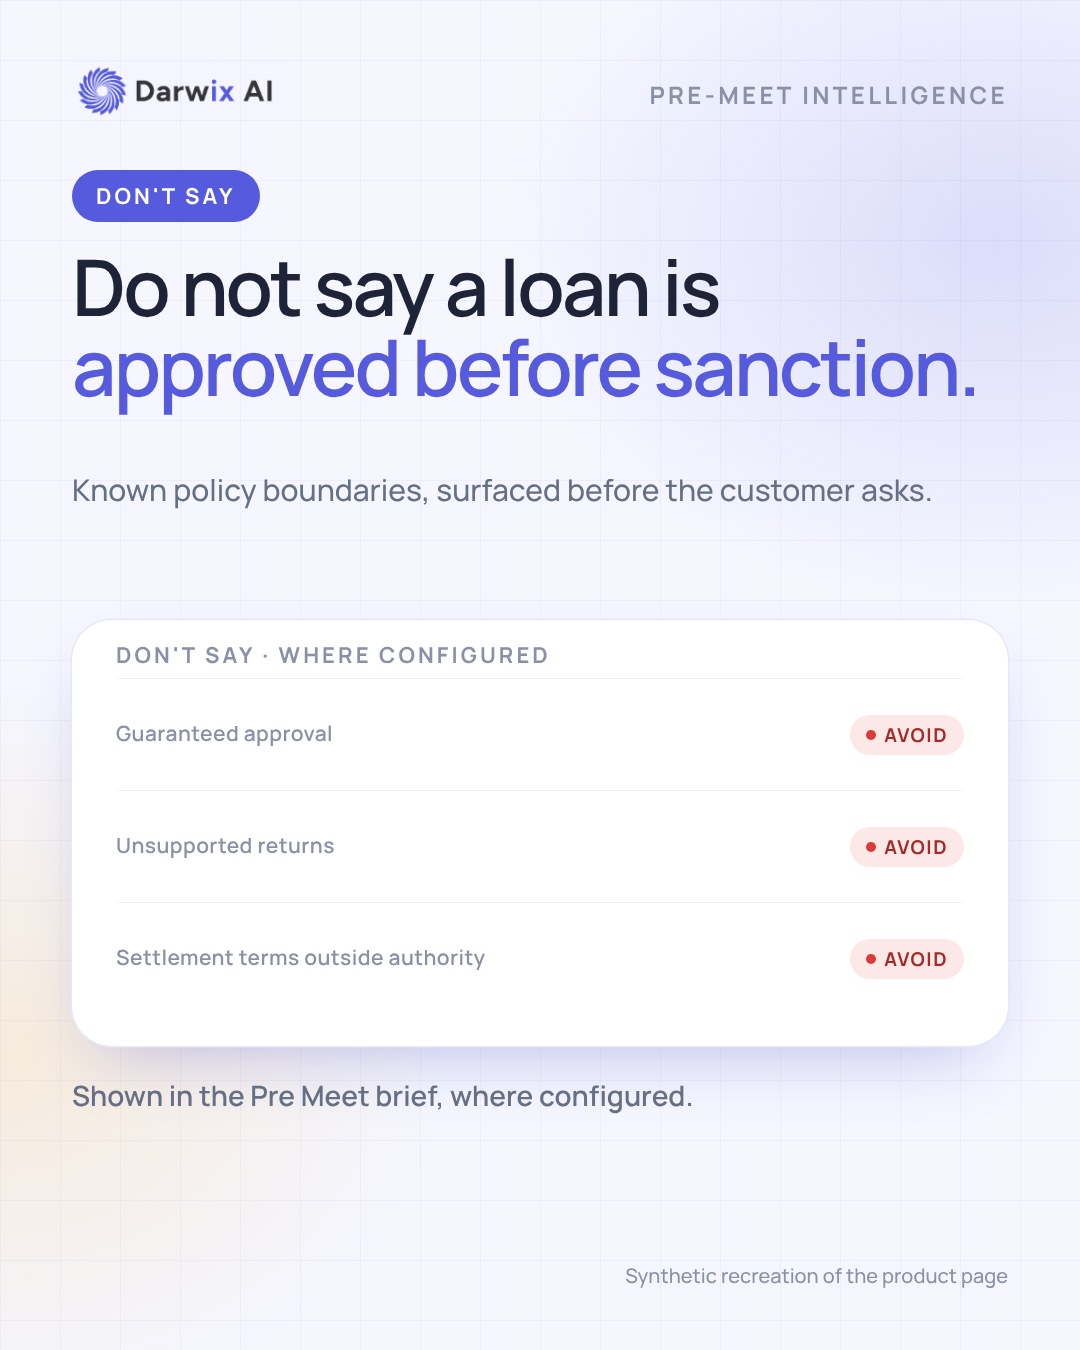 Darwix AI
PRE-MEET INTELLIGENCE
DON'T SAY
Do not say a loan is
approved before sanction.
Known policy boundaries, surfaced before the customer asks.
DON'T SAY · WHERE CONFIGURED
Guaranteed approval
AVOID
Unsupported returns
AVOID
Settlement terms outside authority
AVOID
Shown in the Pre Meet brief, where configured.
Synthetic recreation of the product page